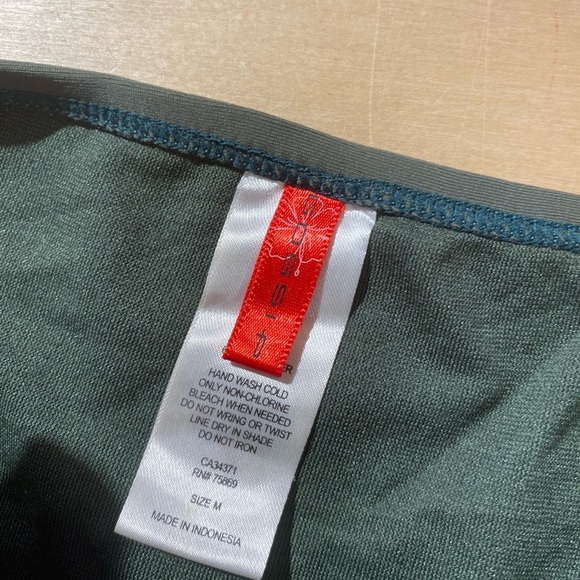 R
HAND WASH COLD
ONLY NON-CHLORINE
BLEACH WHEN NEEDED
DO NOT WRING OR TWIST
LINE DRY IN SHADE
DO NOT IRON
CA34371
RN# 75869
SIZE M
MADE IN INDONESIA